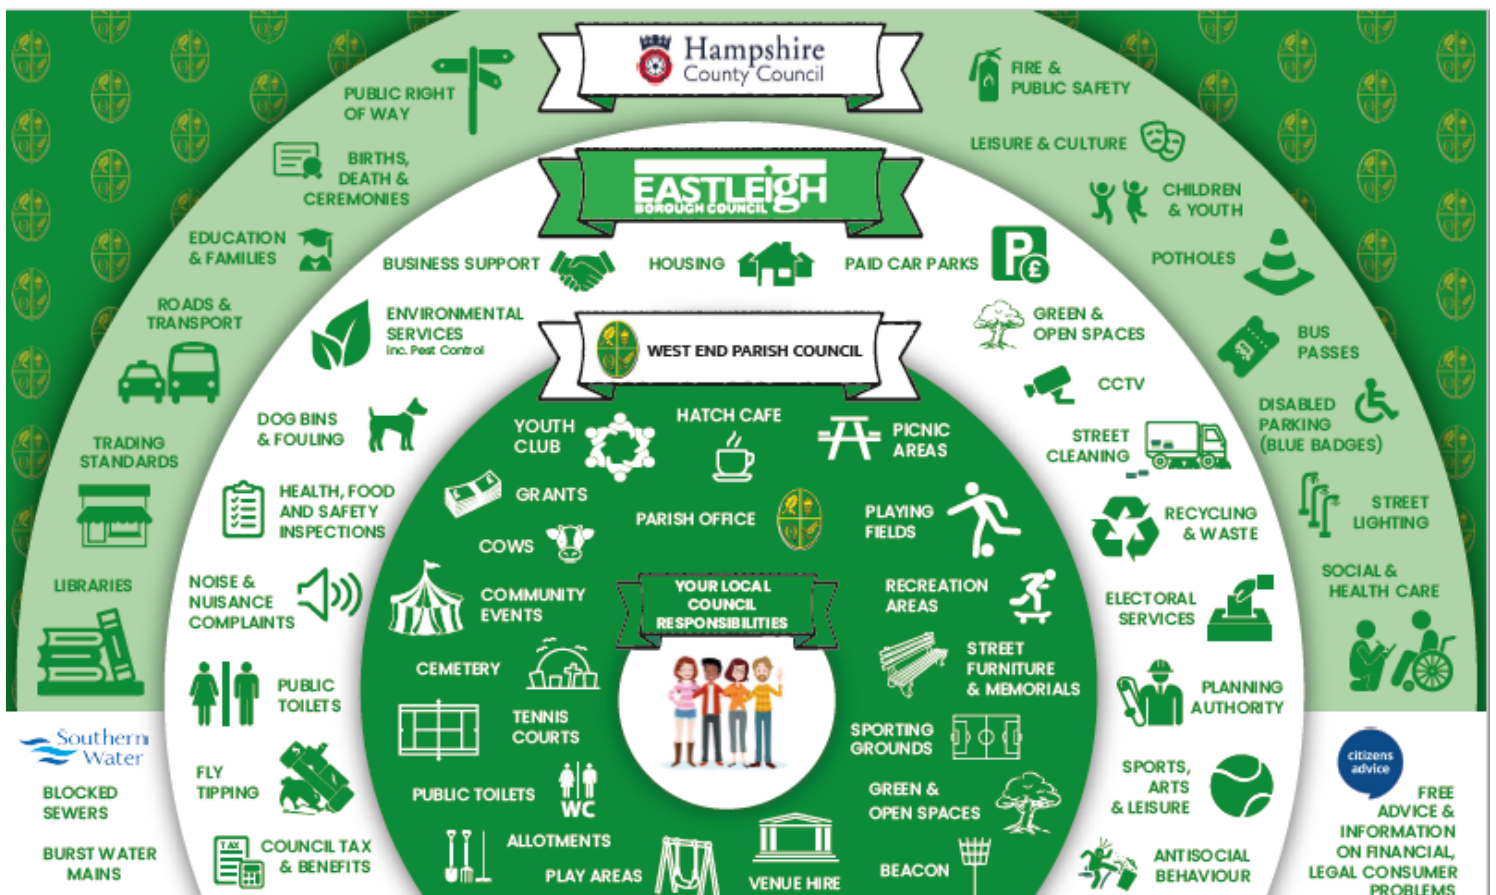 Hampshire
County Council
PUBLIC RIGHT
OF WAY
BIRTHS,
DEATH &
CEREMONIES
EDUCATION
& FAMILIES
ROADS &
TRANSPORT
TRADING
STANDARDS
LIBRARIES
FIRE &
PUBLIC SAFETY
LEISURE & CULTURE
CHILDREN
& YOUTH
POTHOLES
BUS
PASSES
DISABLED
PARKING
(BLUE BADGES)
STREET
LIGHTING
SOCIAL &
HEALTH CARE
EASTLEIGH
BOROUGH COUNCIL
BUSINESS SUPPORT
HOUSING
PAID CAR PARKS
P
£
ENVIRONMENTAL
SERVICES
inc. Pest Control
DOG BINS
& FOULING
HEALTH, FOOD
AND SAFETY
INSPECTIONS
NOISE &
NUISANCE
COMPLAINTS
PUBLIC
TOILETS
FLY
TIPPING
TAX
COUNCIL TAX
& BENEFITS
GREEN &
OPEN SPACES
CCTV
STREET
CLEANING
RECYCLING
& WASTE
ELECTORAL
SERVICES
PLANNING
AUTHORITY
SPORTS,
ARTS
& LEISURE
ANTISOCIAL
BEHAVIOUR
WEST END PARISH COUNCIL
YOUTH
CLUB
HATCH CAFE
PICNIC
AREAS
GRANTS
PARISH OFFICE
PLAYING
FIELDS
COWS
COMMUNITY
EVENTS
RECREATION
AREAS
CEMETERY
STREET
FURNITURE
& MEMORIALS
TENNIS
COURTS
SPORTING
GROUNDS
PUBLIC TOILETS
WC
GREEN &
OPEN SPACES
ALLOTMENTS
PLAY AREAS
VENUE HIRE
BEACON
YOUR LOCAL
COUNCIL
RESPONSIBILITIES
Southern
Water
BLOCKED
SEWERS
BURST WATER
MAINS
citizens
advice
FREE
ADVICE &
INFORMATION
ON FINANCIAL,
LEGAL CONSUMER
PROBLEMS